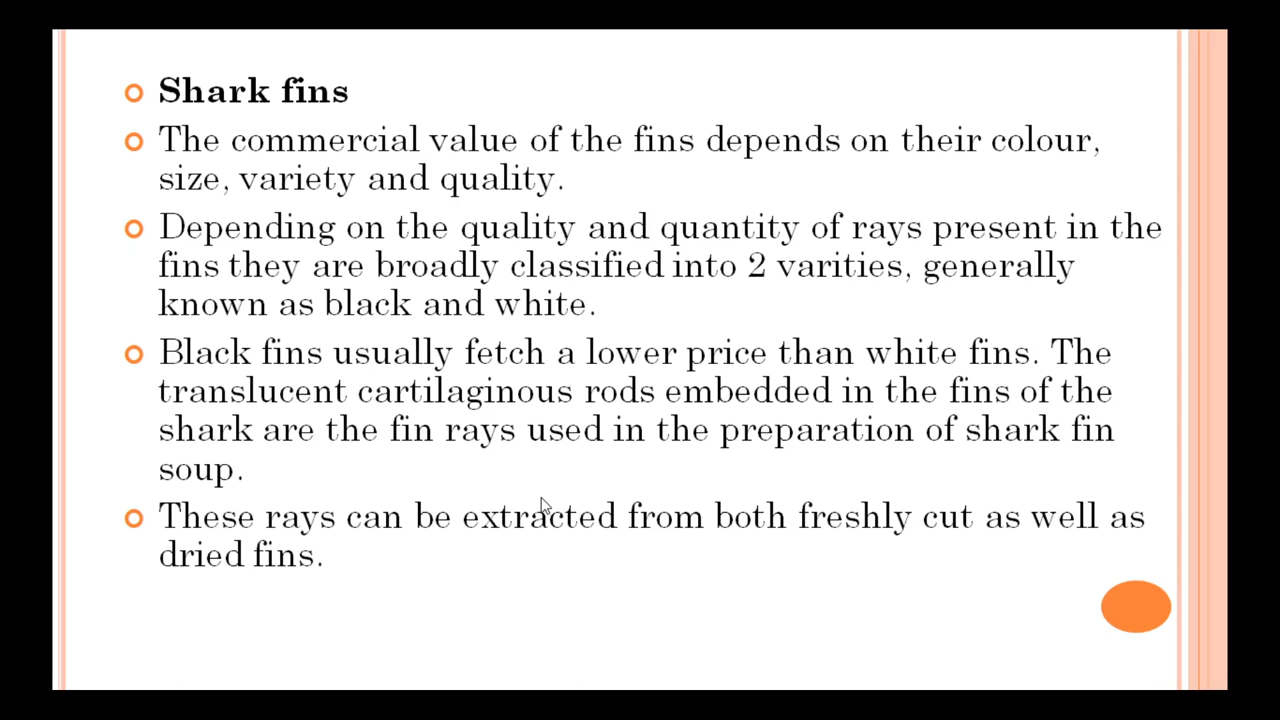 Shark fins
The commercial value of the fins depends on their colour,
size, variety and quality.
Depending on the quality and quantity of rays present in the
fins they are broadly classified into 2 varities, generally
known as black and white.
Black fins usually fetch a lower price than white fins. The
translucent cartilaginous rods embedded in the fins of the
shark are the fin rays used in the preparation of shark fin
soup.
These rays can be extracted from both freshly cut as well as
dried fins.